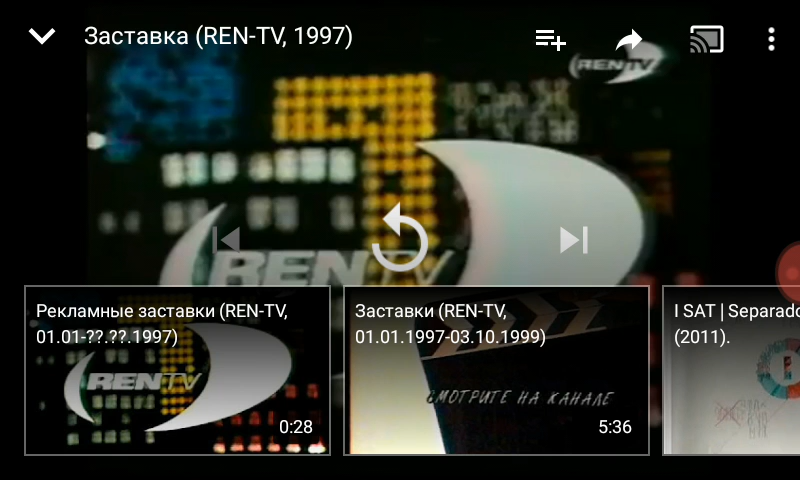 Заставка (REN-TV, 1997)
REN TV
REN TV
Рекламные заставки (REN-TV,
01.01-??.??.1997)
REN TV
0:28
Заставки (REN-TV,
01.01.1997-03.10.1999)
СМОТРИТЕ НА КАНАЛЕ
5:36
I SAT | Separado
(2011).